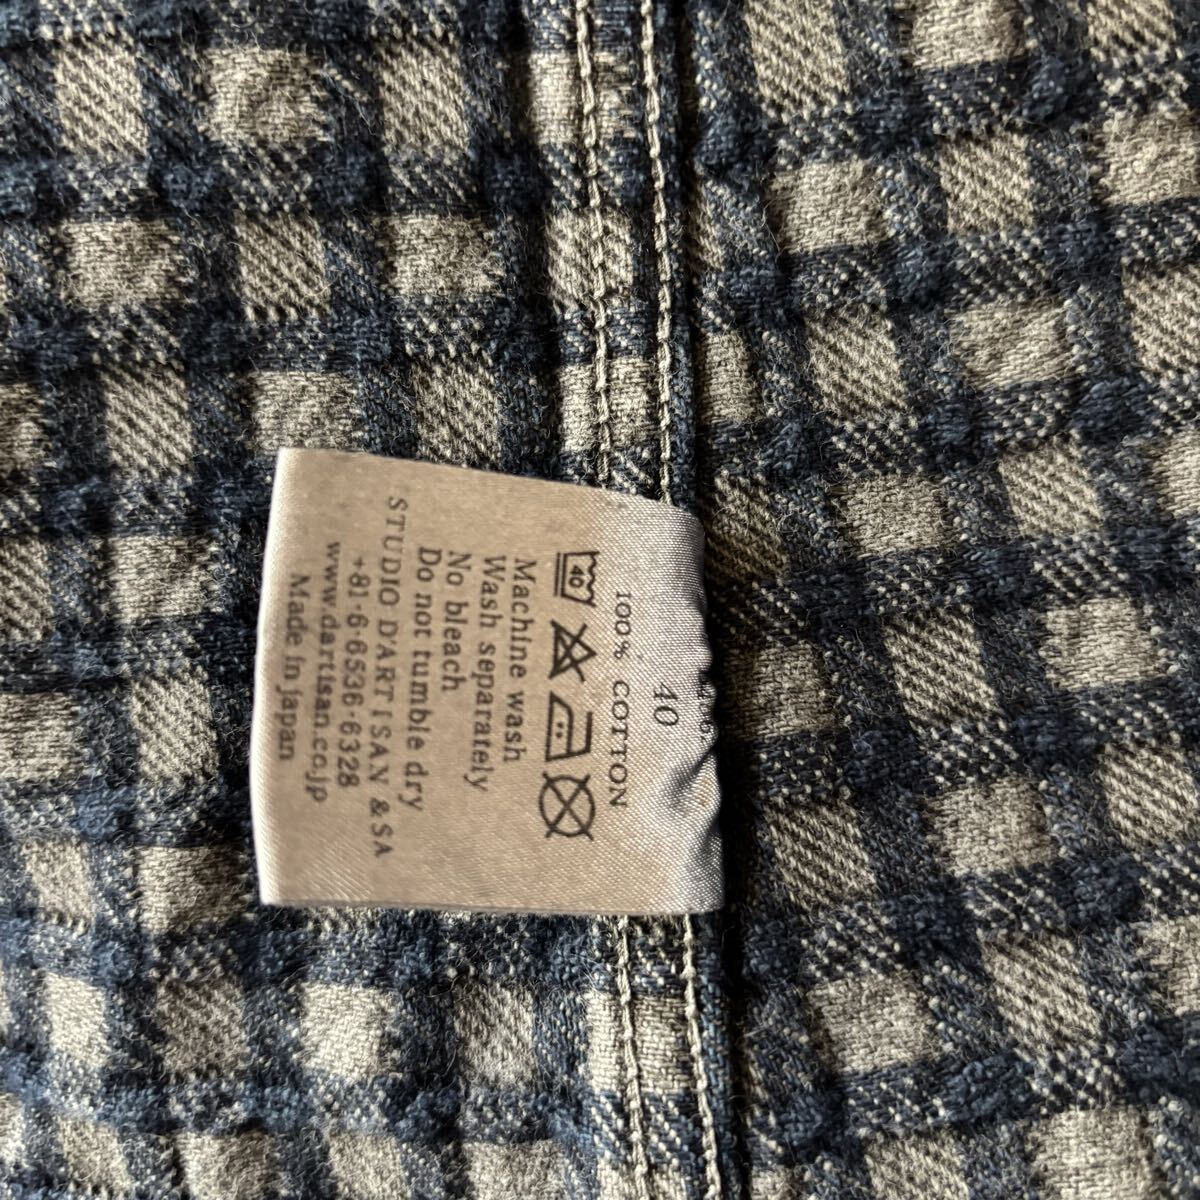 40
100% COTTON
40
Machine wash
Wash separately
No bleach
Do not tumble dry
STUDIO D'ARTISAN & SA
+81-6-6536-6328
www.dartisan.co.jp
Made in Japan